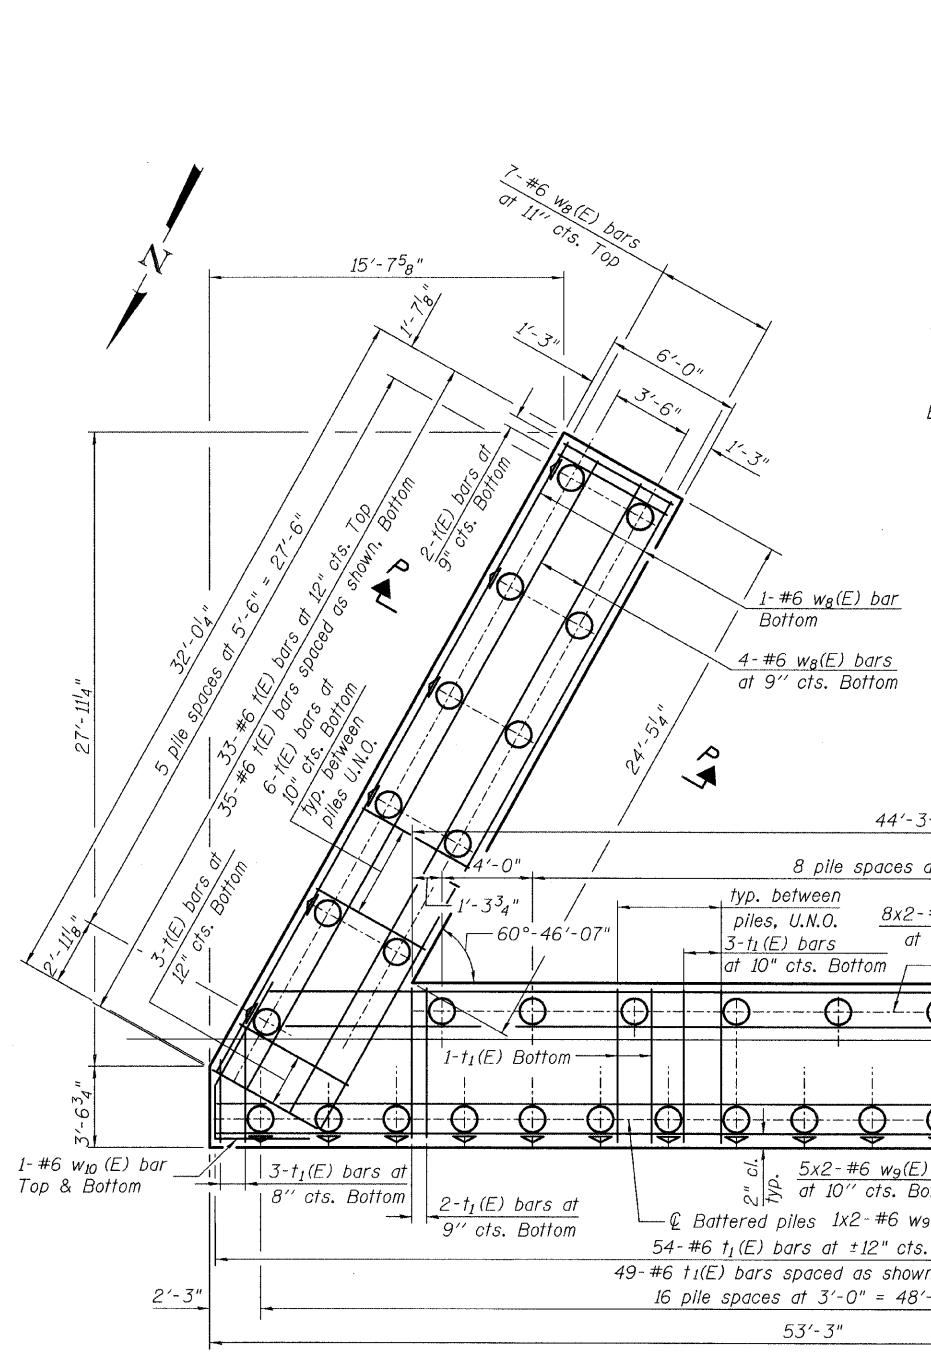 7-#6 w8(E) bars
at 11" cts. Top
N
15'-7 5/8"
1'-7 1/8"
1'-3"
6'-0"
3'-6"
1'-3"
2-t(E) bars at
9" cts. Bottom
32'-0 1/4"
5 pile spaces at 5'-6" = 27'-6"
33-#6 t(E) bars at 12" cts. Top
35-#6 t(E) bars spaced as shown, Bottom
6-t(E) bars at
10" cts. Bottom
typ. between
piles U.N.O.
P
1-#6 w8(E) bar
Bottom
4-#6 w8(E) bars
at 9" cts. Bottom
27'-11 1/4"
24'-5 1/4"
P
44'-3
4'-0"
8 pile spaces a
1'-3 3/4"
typ. between
piles, U.N.O.
3-t1(E) bars
at 10" cts. Bottom
8x2-
at
60°-46'-07"
3-t(E) bars at
12" cts. Bottom
2'-11 1/8"
1-t1(E) Bottom
3'-6 3/4"
1-#6 w10 (E) bar
Top & Bottom
3-t1(E) bars at
8" cts. Bottom
2-t1(E) bars at
9" cts. Bottom
2" cl.
typ.
5x2-#6 w9(E)
at 10" cts. Bo
℄ Battered piles 1x2-#6 w9
54-#6 t1(E) bars at ±12" cts.
49-#6 t1(E) bars spaced as shown
2'-3"
16 pile spaces at 3'-0" = 48'-
53'-3"